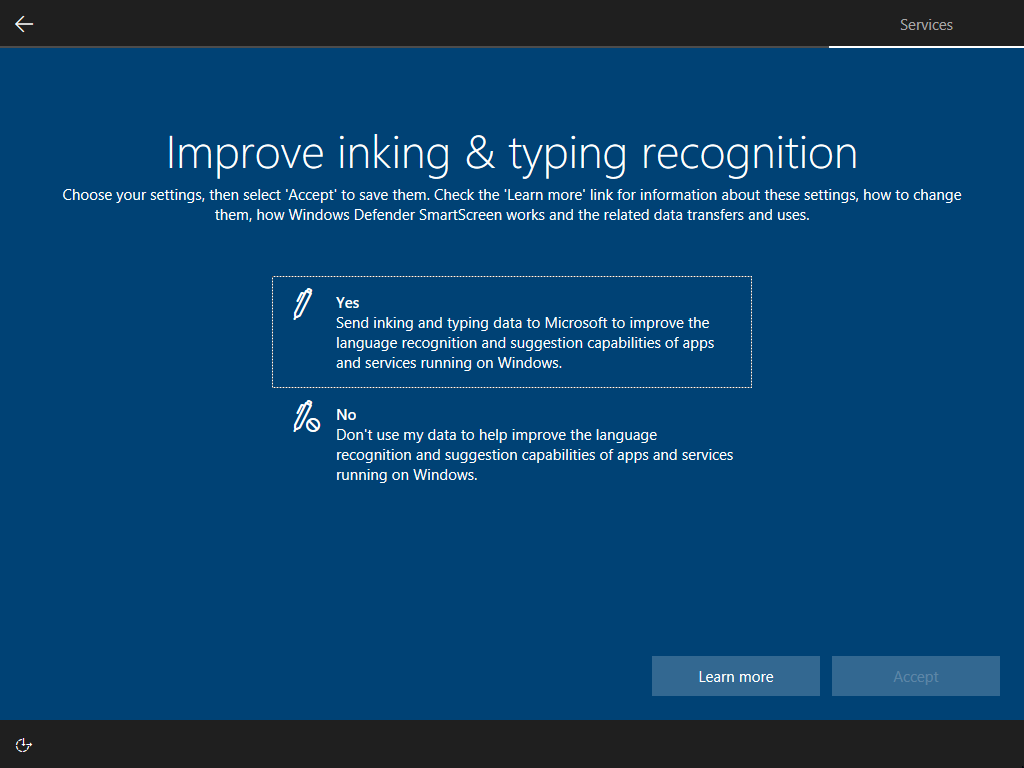 Services
Improve inking & typing recognition
Choose your settings, then select 'Accept' to save them. Check the 'Learn more' link for information about these settings, how to change
them, how Windows Defender SmartScreen works and the related data transfers and uses.
Yes
Send inking and typing data to Microsoft to improve the
language recognition and suggestion capabilities of apps
and services running on Windows.
No
Don't use my data to help improve the language
recognition and suggestion capabilities of apps and services
running on Windows.
Learn more
Accept